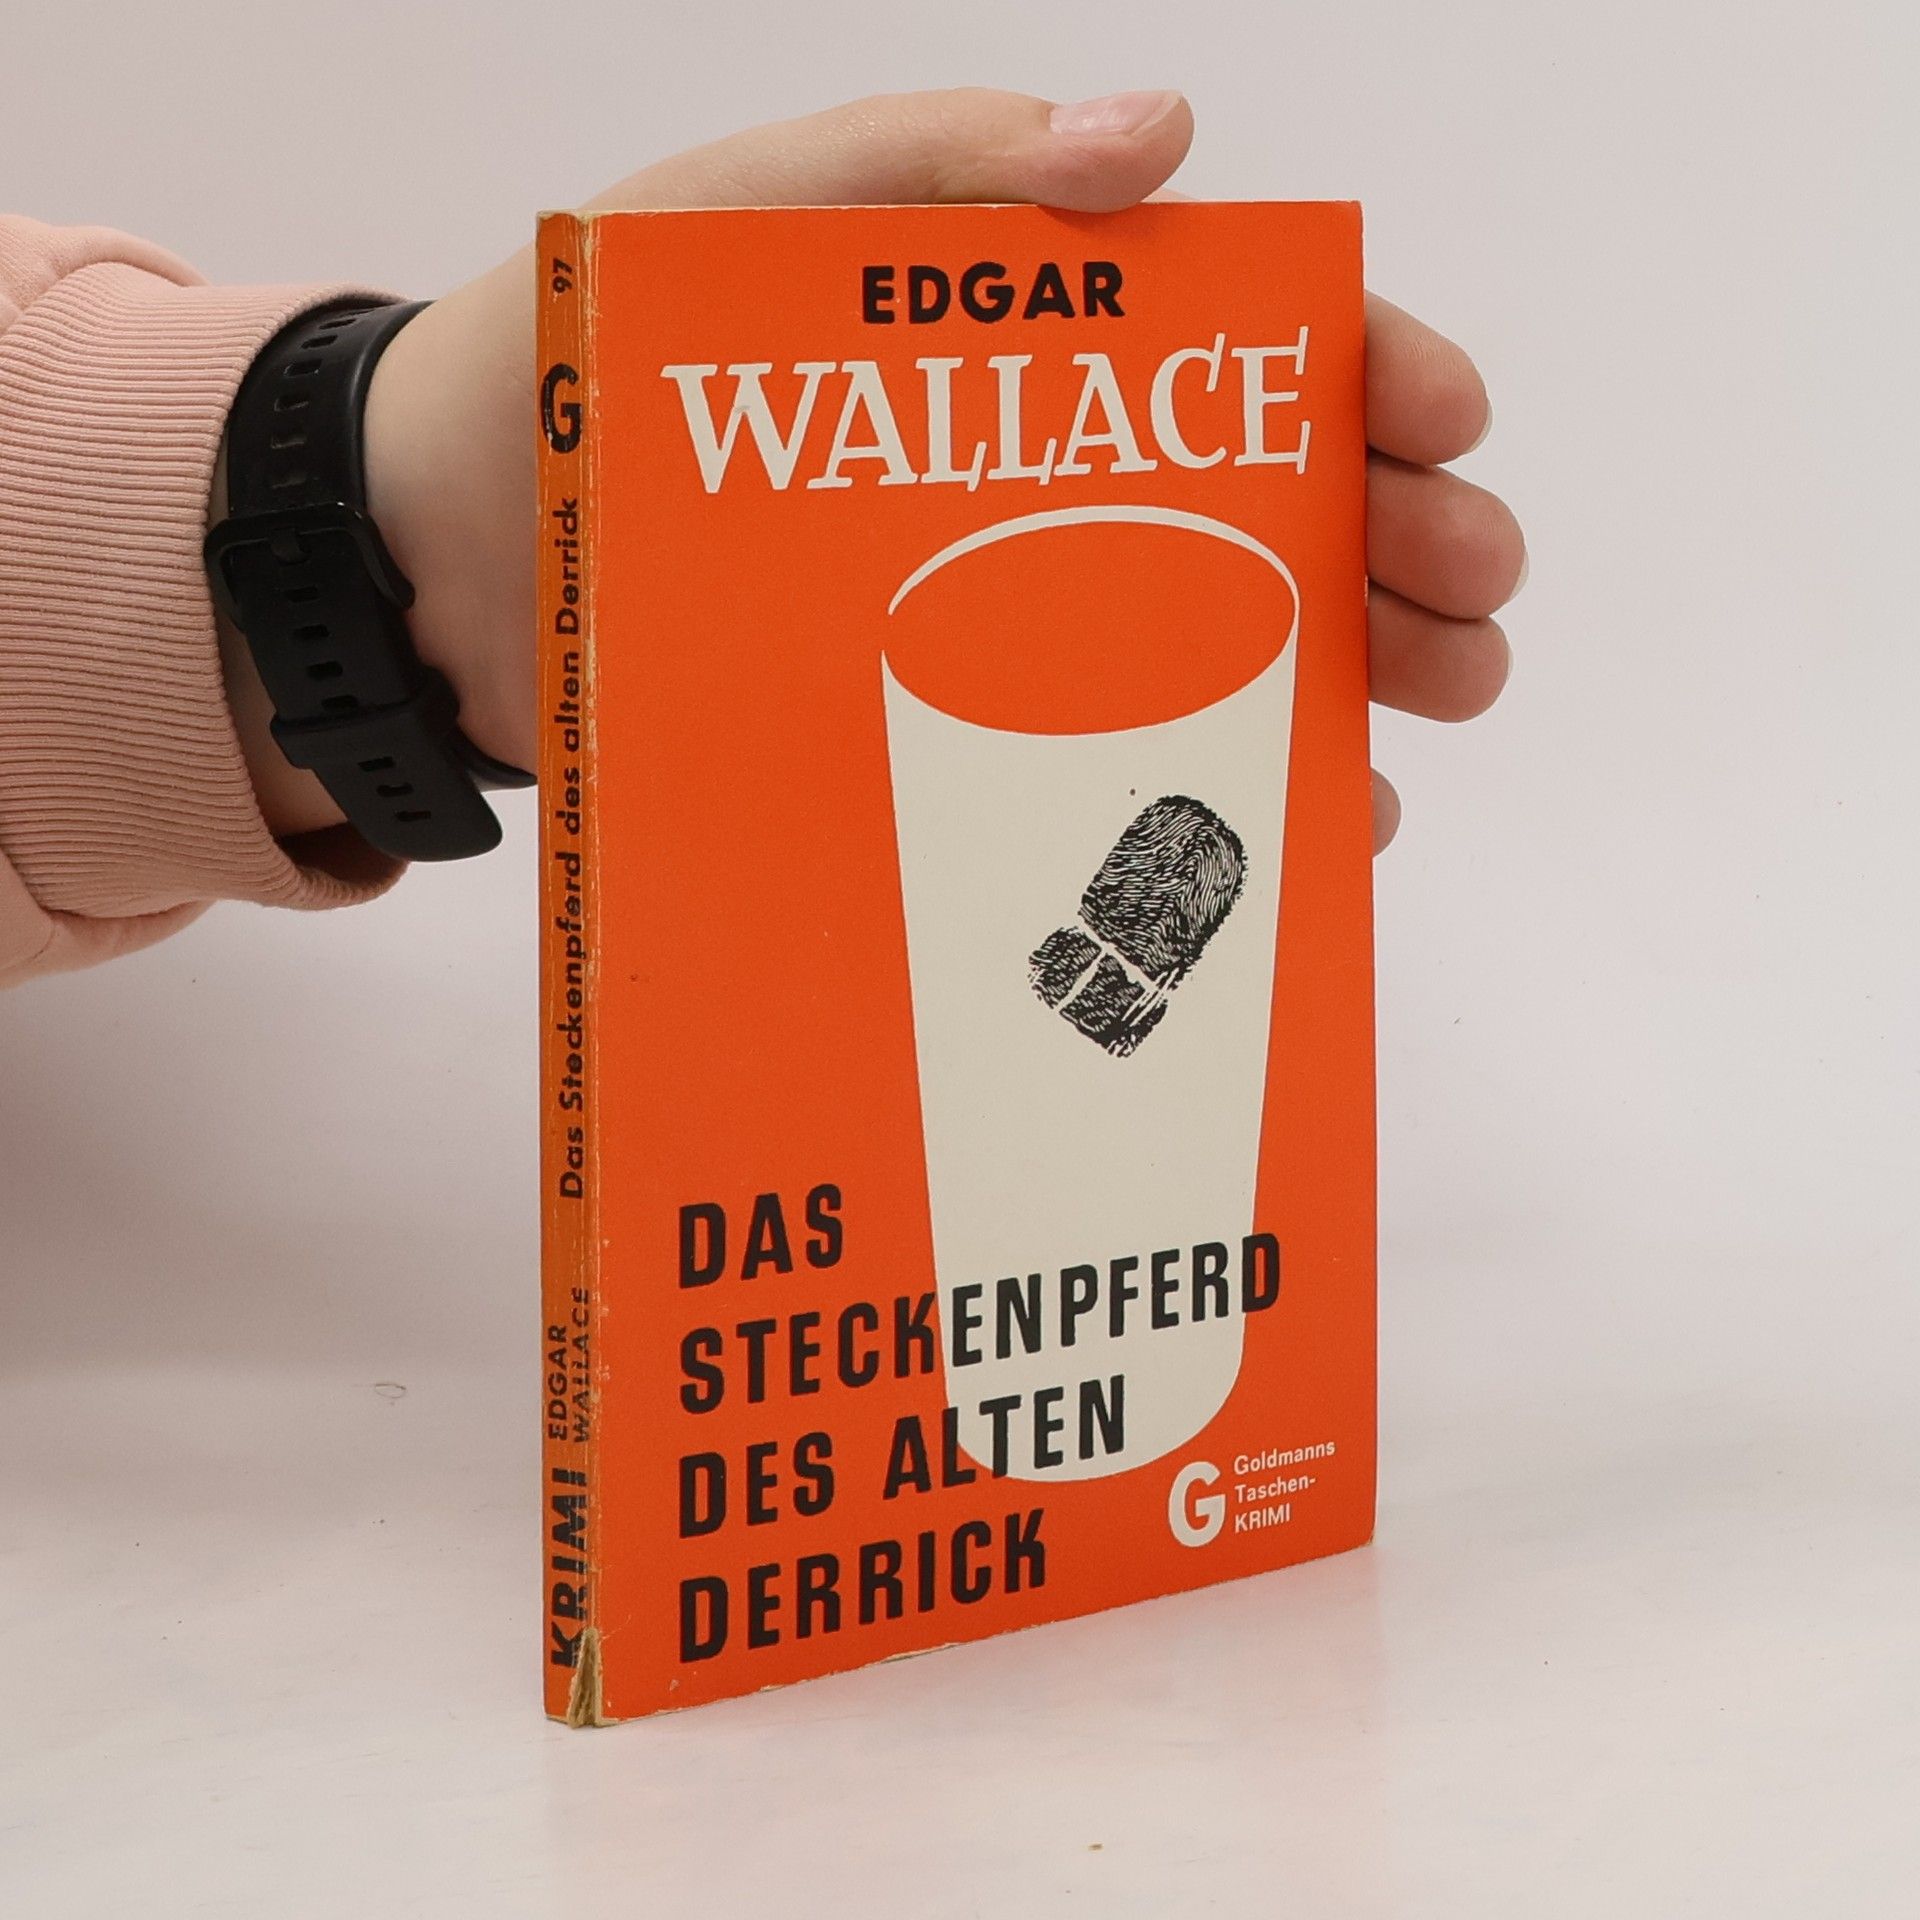 EDGAR
WALLACE
DAS
STECKENPFERD
DES ALTEN
DERRICK
G
Goldmanns
Taschen-
KRIMI
KRIMI
EDGAR
WALLACE
Das Steckenpferd des alten Derrick
G
97